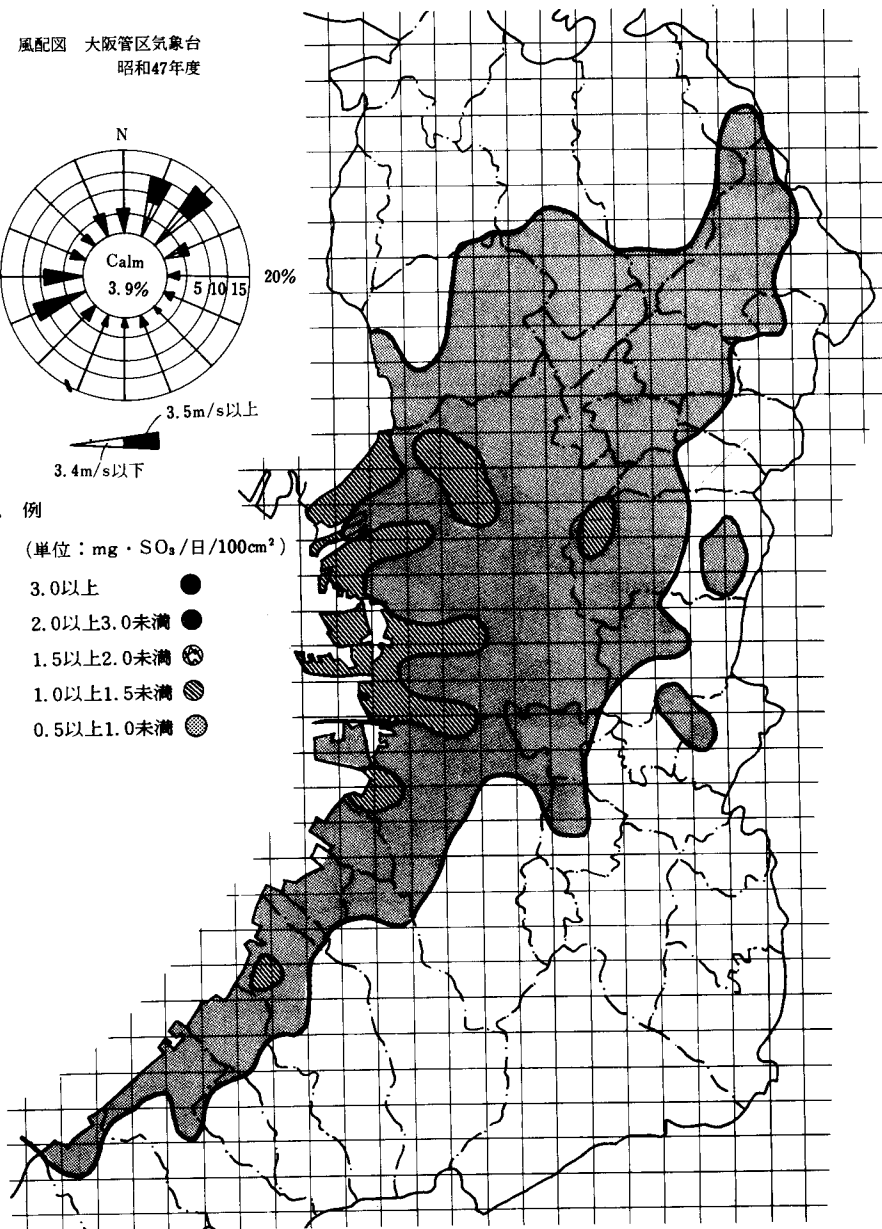 風配図 大阪管区気象台
昭和47年度
N
Calm
3.9%
5 10 15
20%
3.5m/s以上
3.4m/s以下
例
(単位：mg・SO₃/日/100cm²)
3.0以上
2.0以上3.0未満
1.5以上2.0未満
1.0以上1.5未満
0.5以上1.0未満